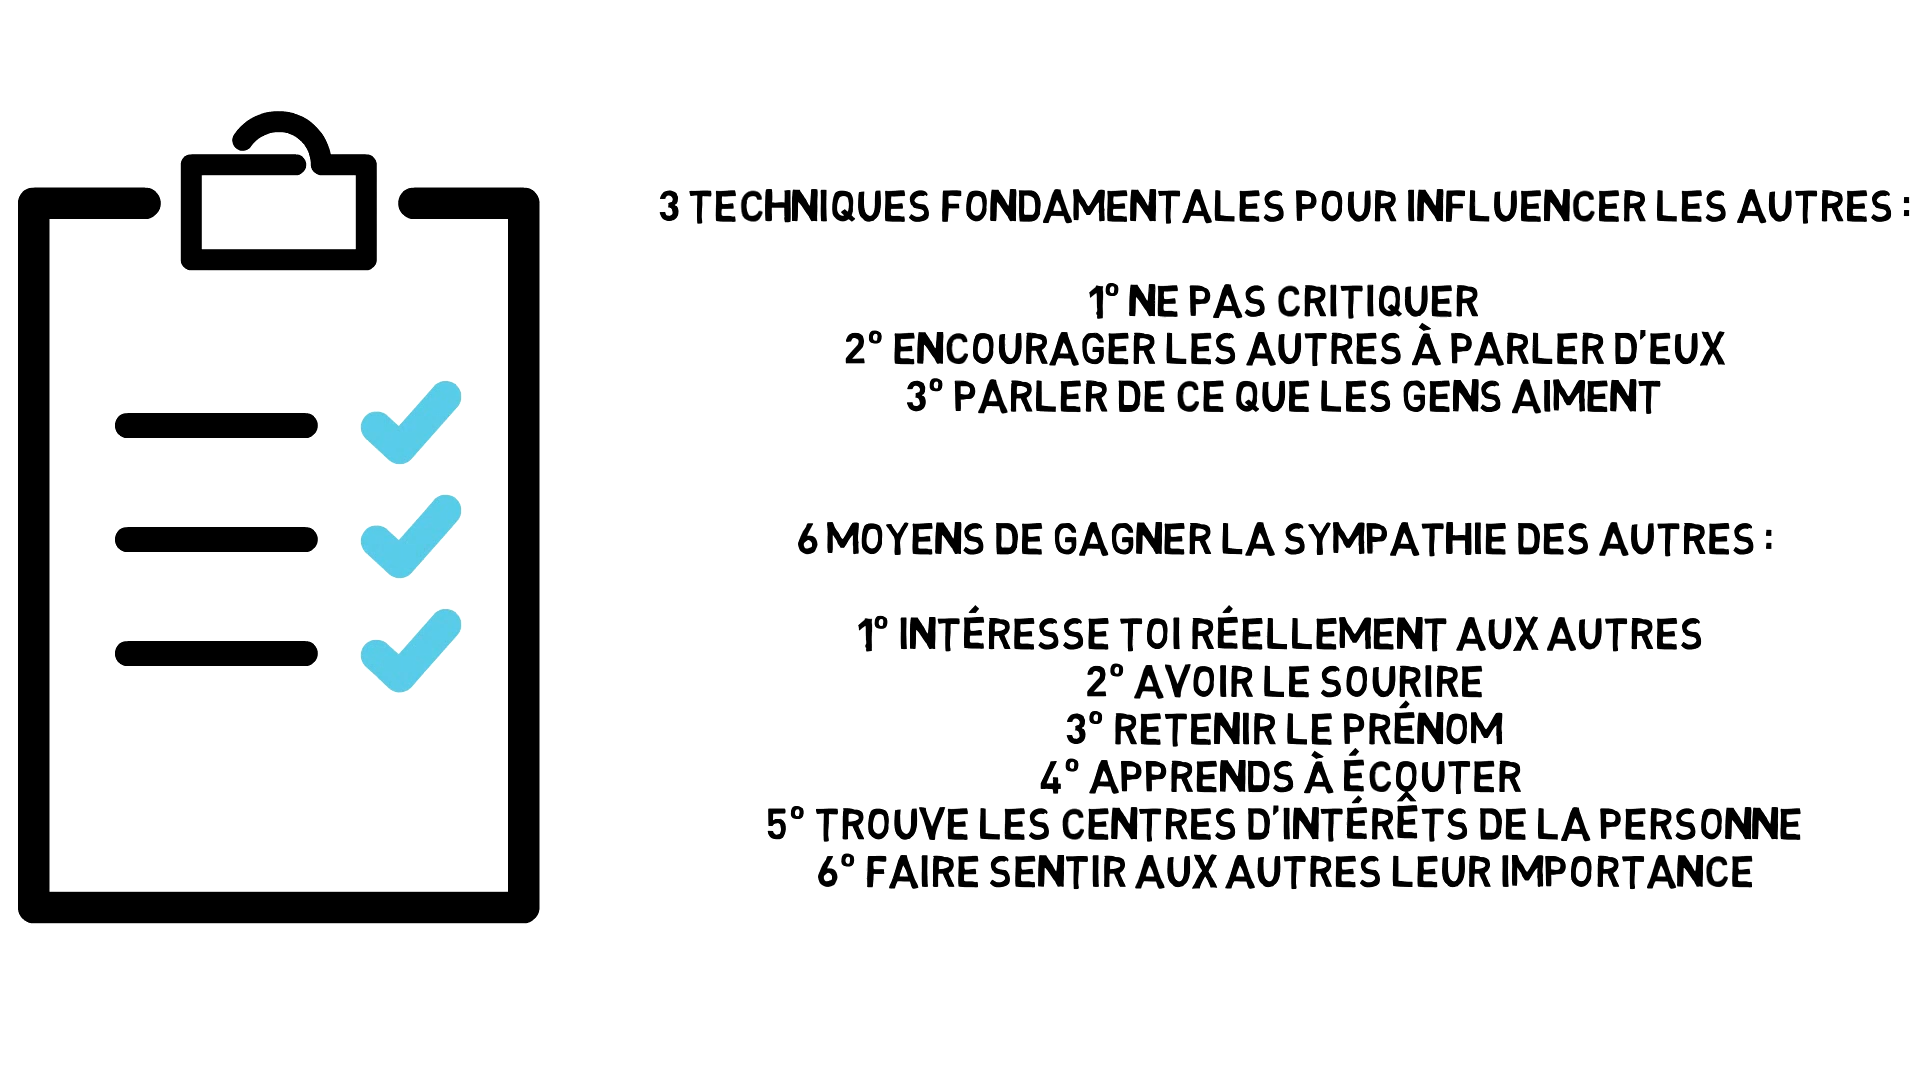 3 TECHNIQUES FONDAMENTALES POUR INFLUENCER LES AUTRES :
1° NE PAS CRITIQUER
2° ENCOURAGER LES AUTRES À PARLER D'EUX
3° PARLER DE CE QUE LES GENS AIMENT
6 MOYENS DE GAGNER LA SYMPATHIE DES AUTRES :
1° INTÉRESSE TOI RÉELLEMENT AUX AUTRES
2° AVOIR LE SOURIRE
3° RETENIR LE PRÉNOM
4° APPRENDS À ÉCOUTER
5° TROUVE LES CENTRES D'INTÉRÊTS DE LA PERSONNE
6° FAIRE SENTIR AUX AUTRES LEUR IMPORTANCE